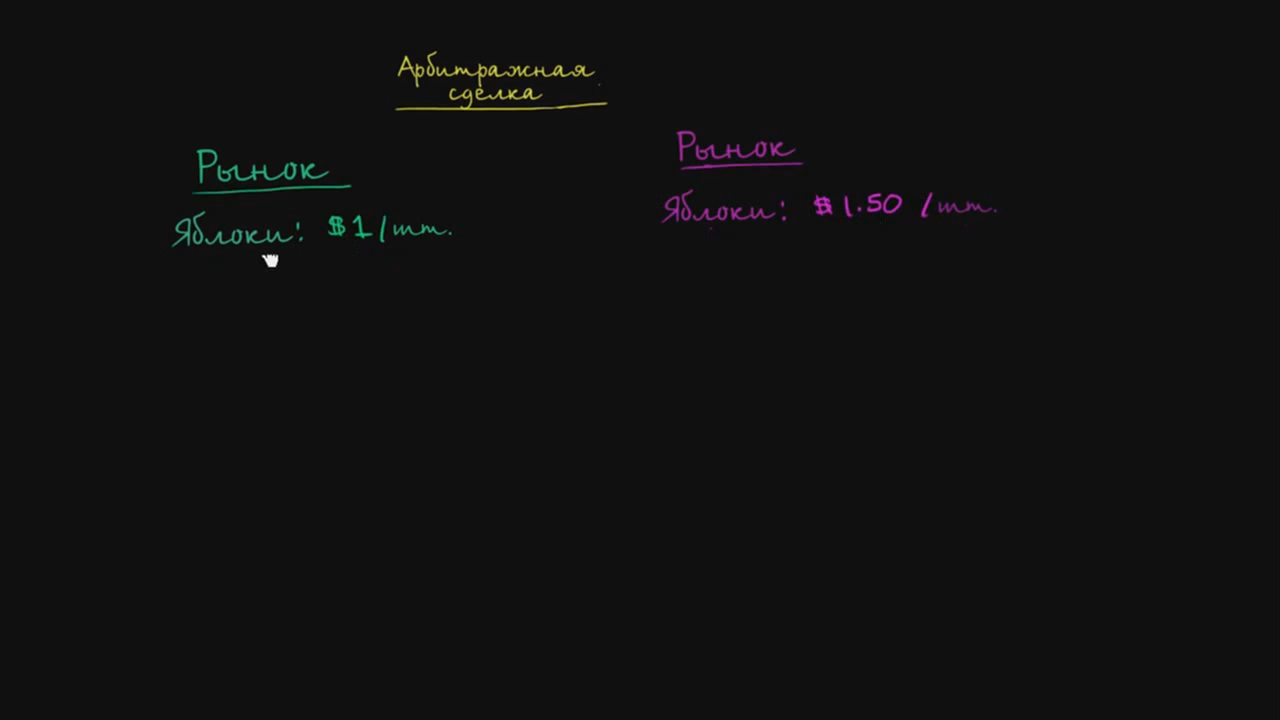 Арбитражная
сделка
Рынок
Яблоки: $1/шт.
Рынок
Яблоки: $1.50 /шт.